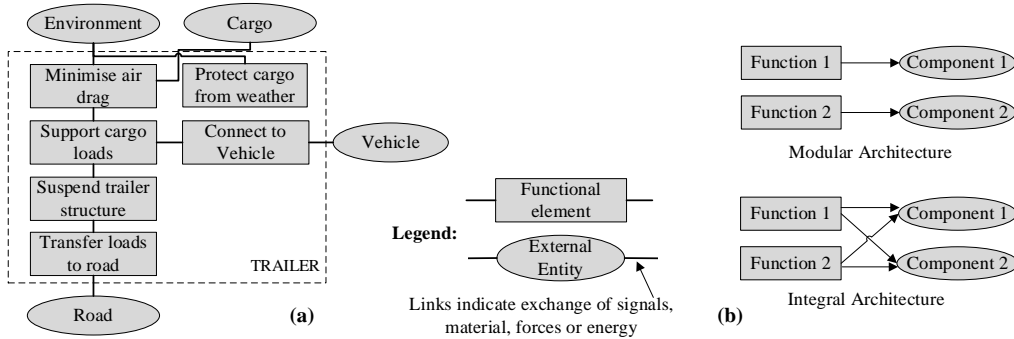 Environment
Cargo
Minimise air
drag
Protect cargo
from weather
Support cargo
loads
Connect to
Vehicle
Vehicle
Suspend trailer
structure
Transfer loads
to road
TRAILER
Road
(a)
Legend:
Functional
element
External
Entity
Links indicate exchange of signals,
material, forces or energy
Function 1
Component 1
Function 2
Component 2
Modular Architecture
Function 1
Component 1
Function 2
Component 2
Integral Architecture
(b)